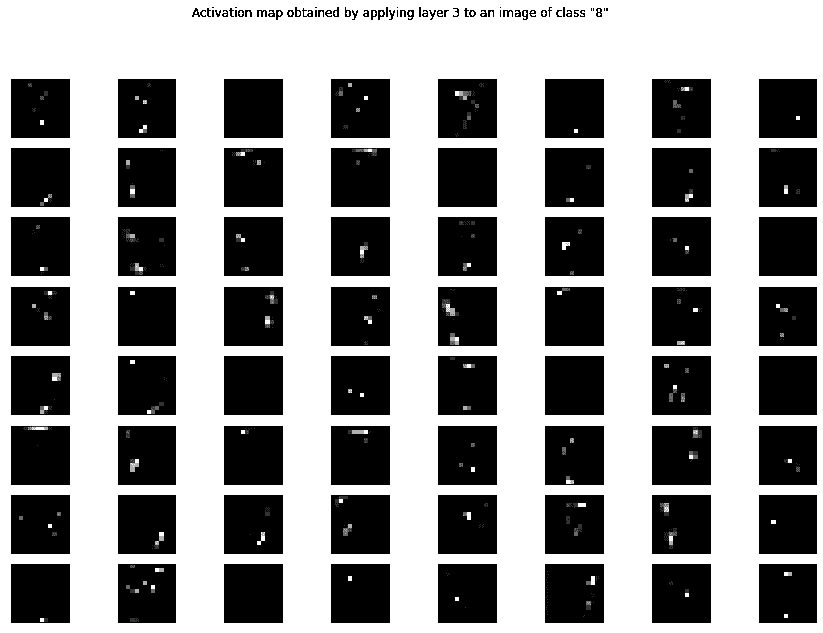 Activation map obtained by applying layer 3 to an image of class "8"